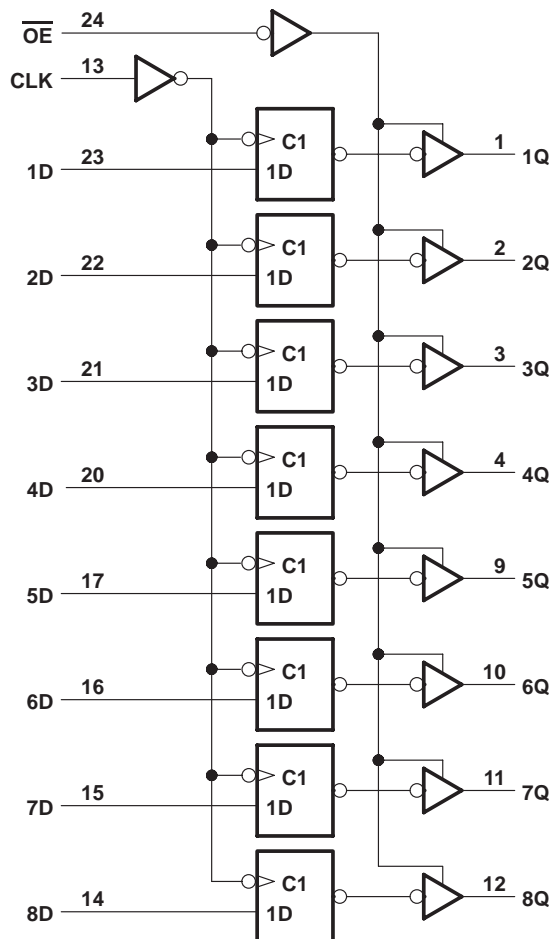 O̅E̅ 24
CLK 13
C1
1D 23 1D 1 1Q
C1
2D 22 1D 2 2Q
C1
3D 21 1D 3 3Q
C1
4D 20 1D 4 4Q
C1
5D 17 1D 9 5Q
C1
6D 16 1D 10 6Q
C1
7D 15 1D 11 7Q
C1
8D 14 1D 12 8Q